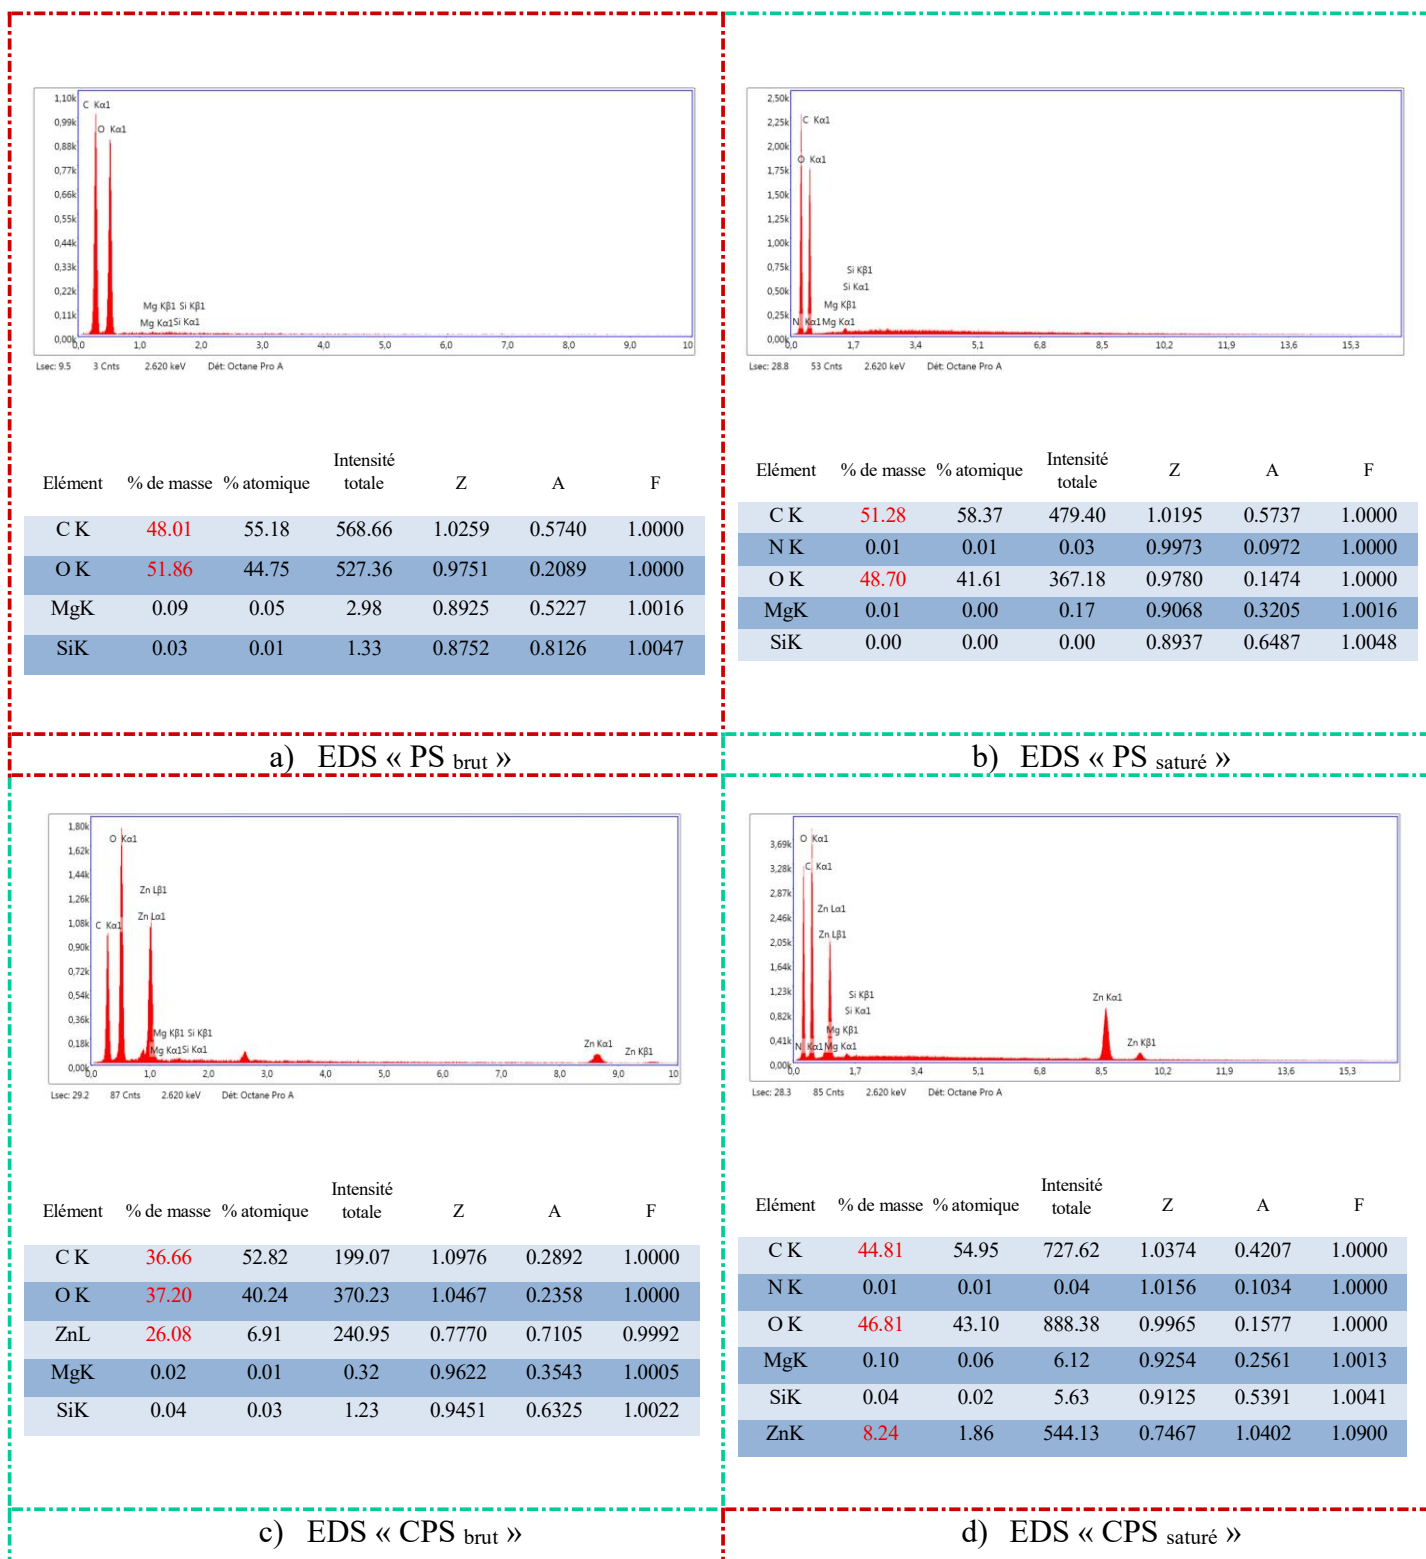 1,10k
C Kα1
0,99k
O Kα1
0,88k
0,77k
0,66k
0,55k
0,44k
0,33k
0,22k
Mg Kβ1 Si Kβ1
0,11k
Mg Kα1 Si Kα1
0,00k
0,0 1,0 2,0 3,0 4,0 5,0 6,0 7,0 8,0 9,0 10
Lsec: 9.5 3 Cnts 2.620 keV Dét: Octane Pro A
Elément % de masse % atomique Intensité totale Z A F
C K 48.01 55.18 568.66 1.0259 0.5740 1.0000
O K 51.86 44.75 527.36 0.9751 0.2089 1.0000
MgK 0.09 0.05 2.98 0.8925 0.5227 1.0016
SiK 0.03 0.01 1.33 0.8752 0.8126 1.0047
a) EDS « PS brut »
2,50k
2,25k
C Kα1
2,00k
O Kα1
1,75k
1,50k
1,25k
1,00k
0,75k
Si Kβ1
0,50k
Si Kα1
Mg Kβ1
0,25k
N Kα1 Mg Kα1
0,00k
0,0 1,7 3,4 5,1 6,8 8,5 10,2 11,9 13,6 15,3
Lsec: 28.8 53 Cnts 2.620 keV Dét: Octane Pro A
Elément % de masse % atomique Intensité totale Z A F
C K 51.28 58.37 479.40 1.0195 0.5737 1.0000
N K 0.01 0.01 0.03 0.9973 0.0972 1.0000
O K 48.70 41.61 367.18 0.9780 0.1474 1.0000
MgK 0.01 0.00 0.17 0.9068 0.3205 1.0016
SiK 0.00 0.00 0.00 0.8937 0.6487 1.0048
b) EDS « PS saturé »
1,80k
O Kα1
1,62k
1,44k
Zn Lβ1
1,26k
Zn Lα1
1,08k
C Kα1
0,90k
0,72k
0,54k
0,36k
Mg Kβ1 Si Kβ1
0,18k
Mg Kα1 Si Kα1
Zn Kα1
Zn Kβ1
0,00k
0,0 1,0 2,0 3,0 4,0 5,0 6,0 7,0 8,0 9,0 10
Lsec: 29.2 87 Cnts 2.620 keV Dét: Octane Pro A
Elément % de masse % atomique Intensité totale Z A F
C K 36.66 52.82 199.07 1.0976 0.2892 1.0000
O K 37.20 40.24 370.23 1.0467 0.2358 1.0000
ZnL 26.08 6.91 240.95 0.7770 0.7105 0.9992
MgK 0.02 0.01 0.32 0.9622 0.3543 1.0005
SiK 0.04 0.03 1.23 0.9451 0.6325 1.0022
c) EDS « CPS brut »
O Kα1
3,69k
C Kα1
3,28k
2,87k
Zn Lα1
2,46k
Zn Lβ1
2,05k
1,64k
1,23k
Si Kβ1
Zn Kα1
Si Kα1
0,82k
Mg Kβ1
0,41k
N Kα1 Mg Kα1
Zn Kβ1
0,00k
0,0 1,7 3,4 5,1 6,8 8,5 10,2 11,9 13,6 15,3
Lsec: 28.3 85 Cnts 2.620 keV Dét: Octane Pro A
Elément % de masse % atomique Intensité totale Z A F
C K 44.81 54.95 727.62 1.0374 0.4207 1.0000
N K 0.01 0.01 0.04 1.0156 0.1034 1.0000
O K 46.81 43.10 888.38 0.9965 0.1577 1.0000
MgK 0.10 0.06 6.12 0.9254 0.2561 1.0013
SiK 0.04 0.02 5.63 0.9125 0.5391 1.0041
ZnK 8.24 1.86 544.13 0.7467 1.0402 1.0900
d) EDS « CPS saturé »